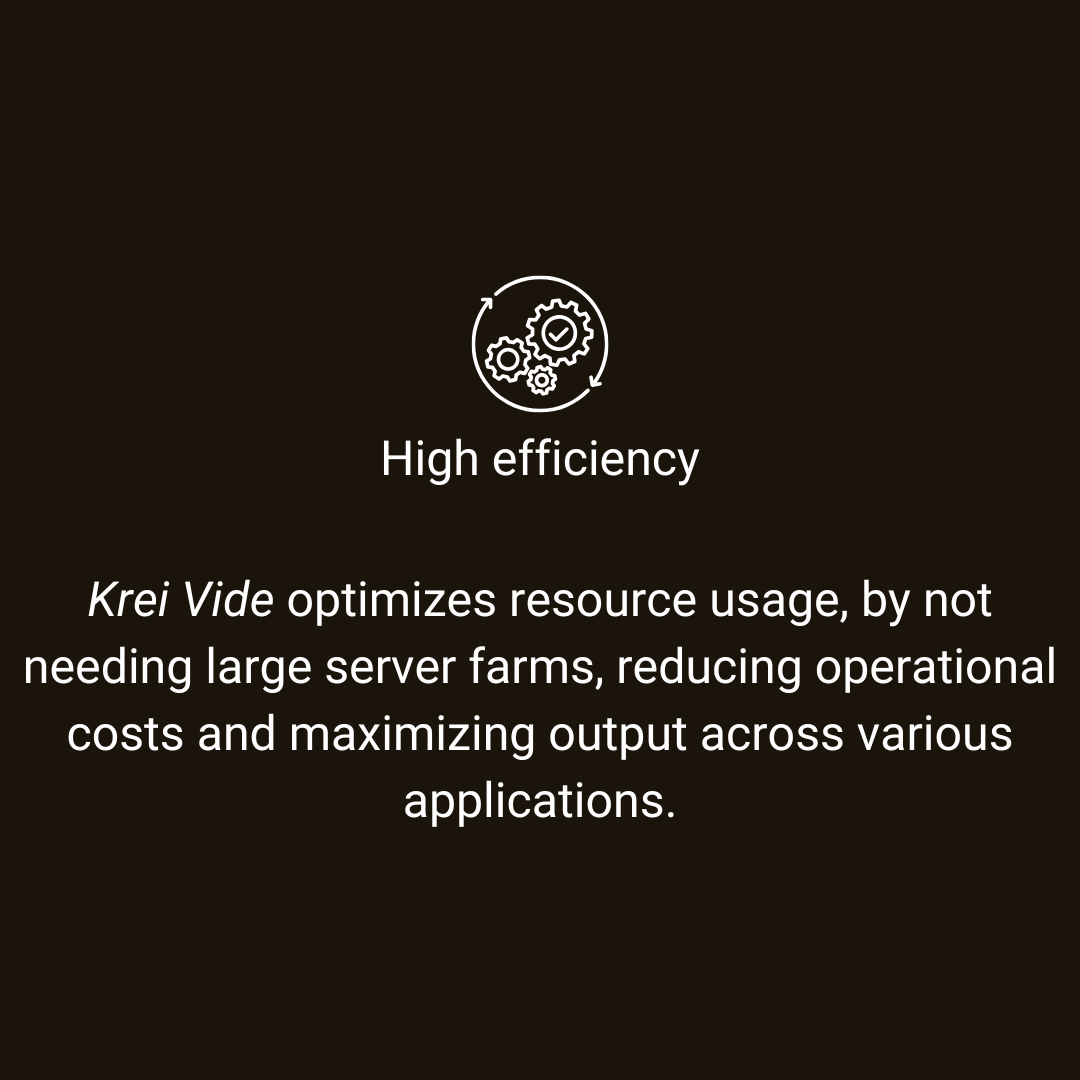 High efficiency
Krei Vide optimizes resource usage, by not
needing large server farms, reducing operational
costs and maximizing output across various
applications.